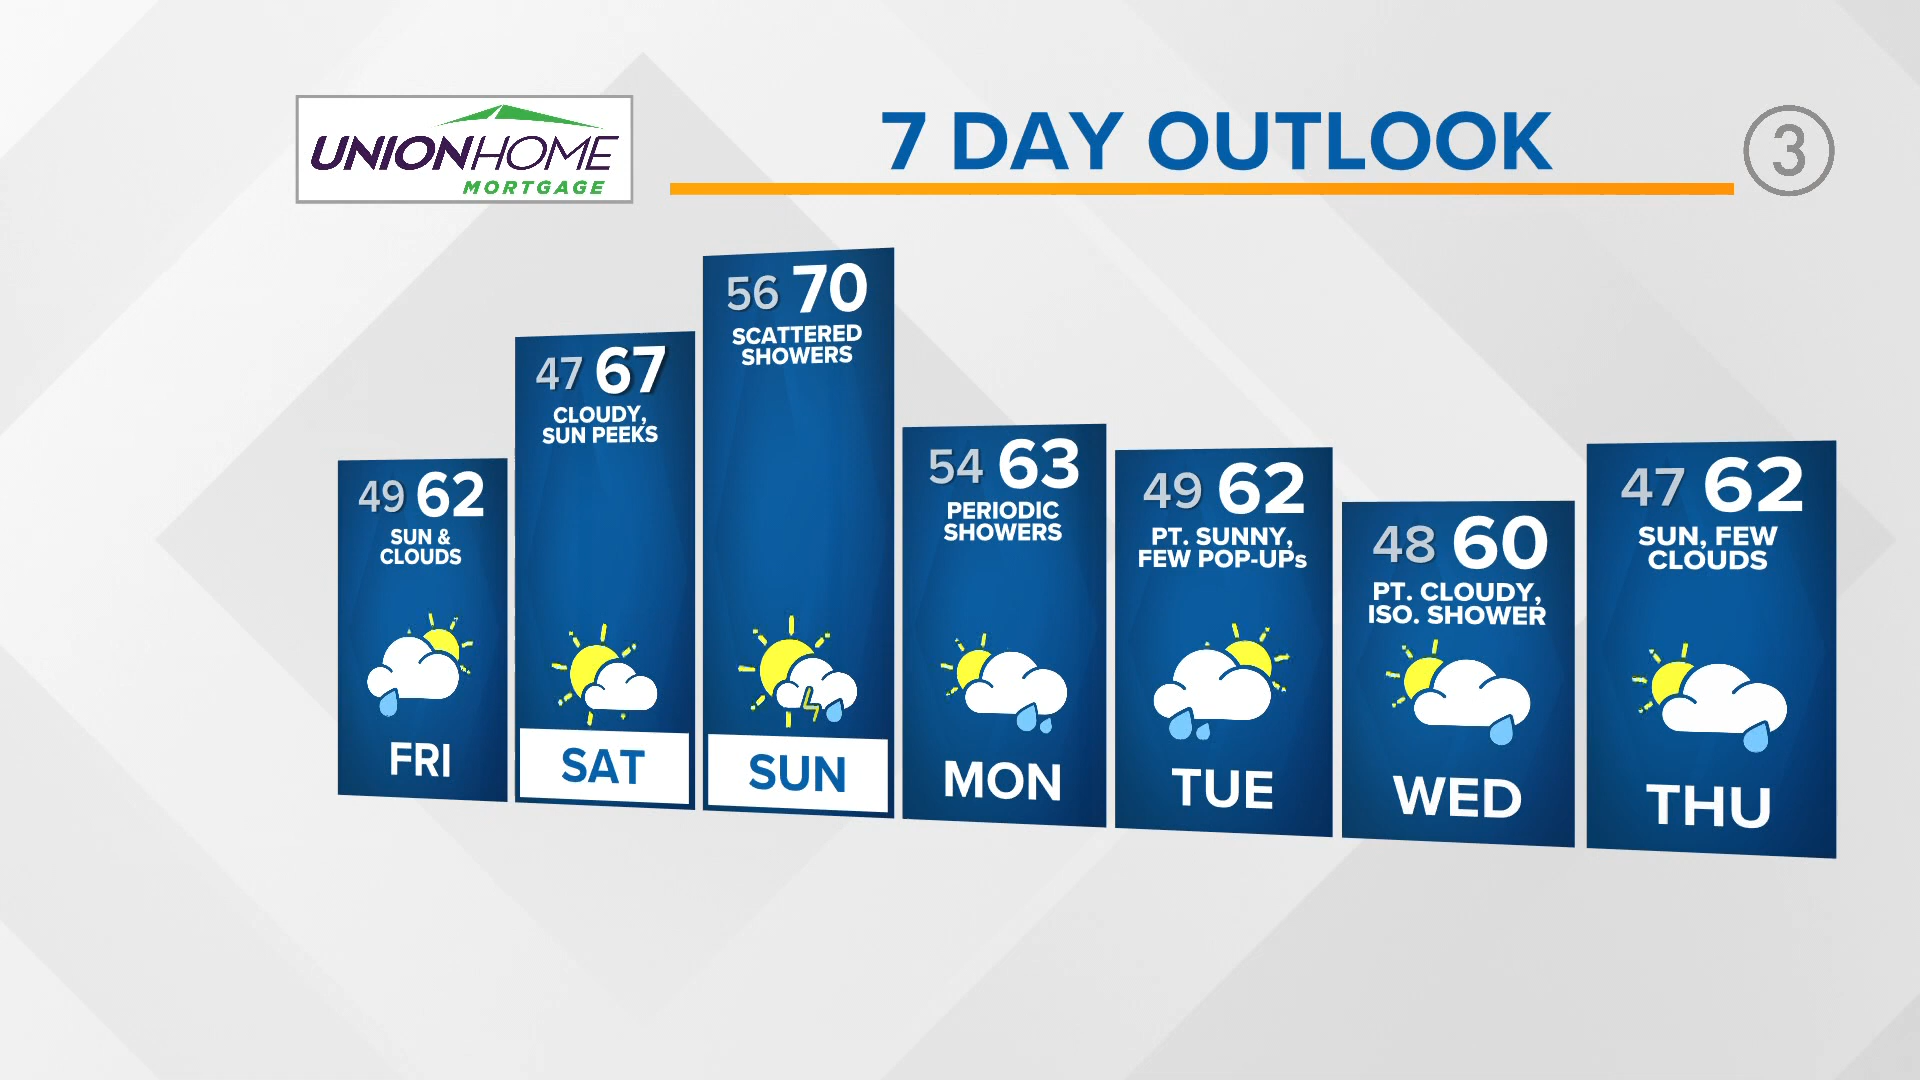 UNIONHOME
MORTGAGE
7 DAY OUTLOOK
3
49 62
SUN &
CLOUDS
FRI
47 67
CLOUDY,
SUN PEEKS
SAT
56 70
SCATTERED
SHOWERS
SUN
54 63
PERIODIC
SHOWERS
MON
49 62
PT. SUNNY,
FEW POP-UPs
TUE
48 60
PT. CLOUDY,
ISO. SHOWER
WED
47 62
SUN, FEW
CLOUDS
THU